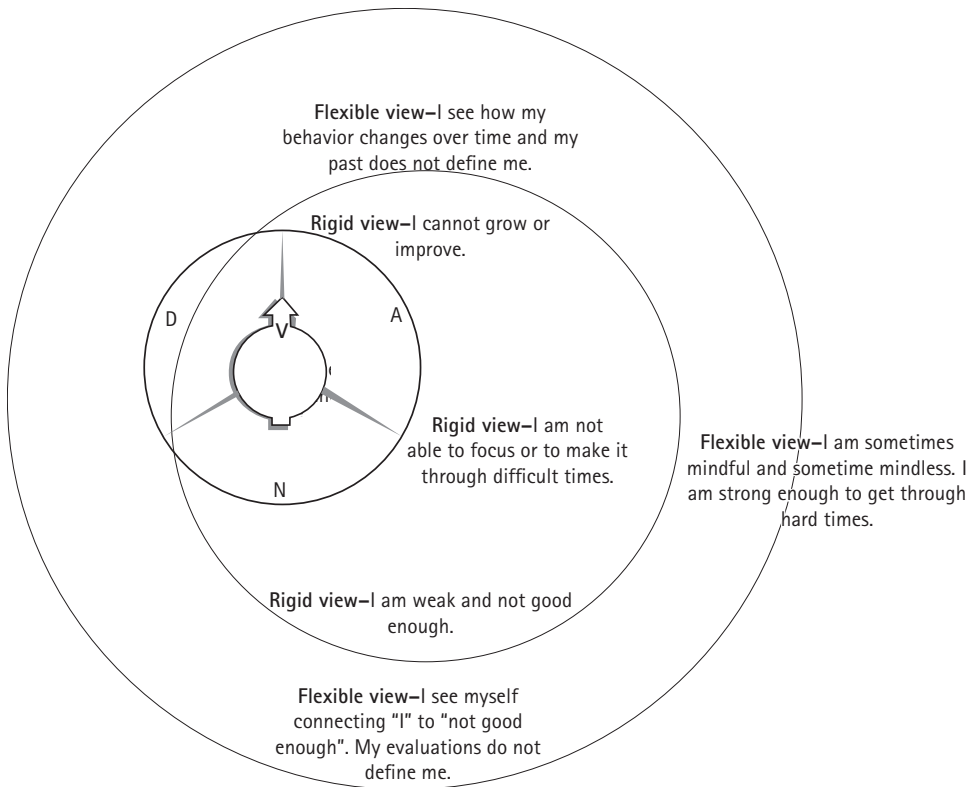 Flexible view–I see how my
behavior changes over time and my
past does not define me.
Rigid view–I cannot grow or
improve.
D
A
V
Rigid view–I am not
able to focus or to make it
through difficult times.
Flexible view–I am sometimes
mindful and sometime mindless. I
am strong enough to get through
hard times.
N
Rigid view–I am weak and not good
enough.
Flexible view–I see myself
connecting “I” to “not good
enough”. My evaluations do not
define me.